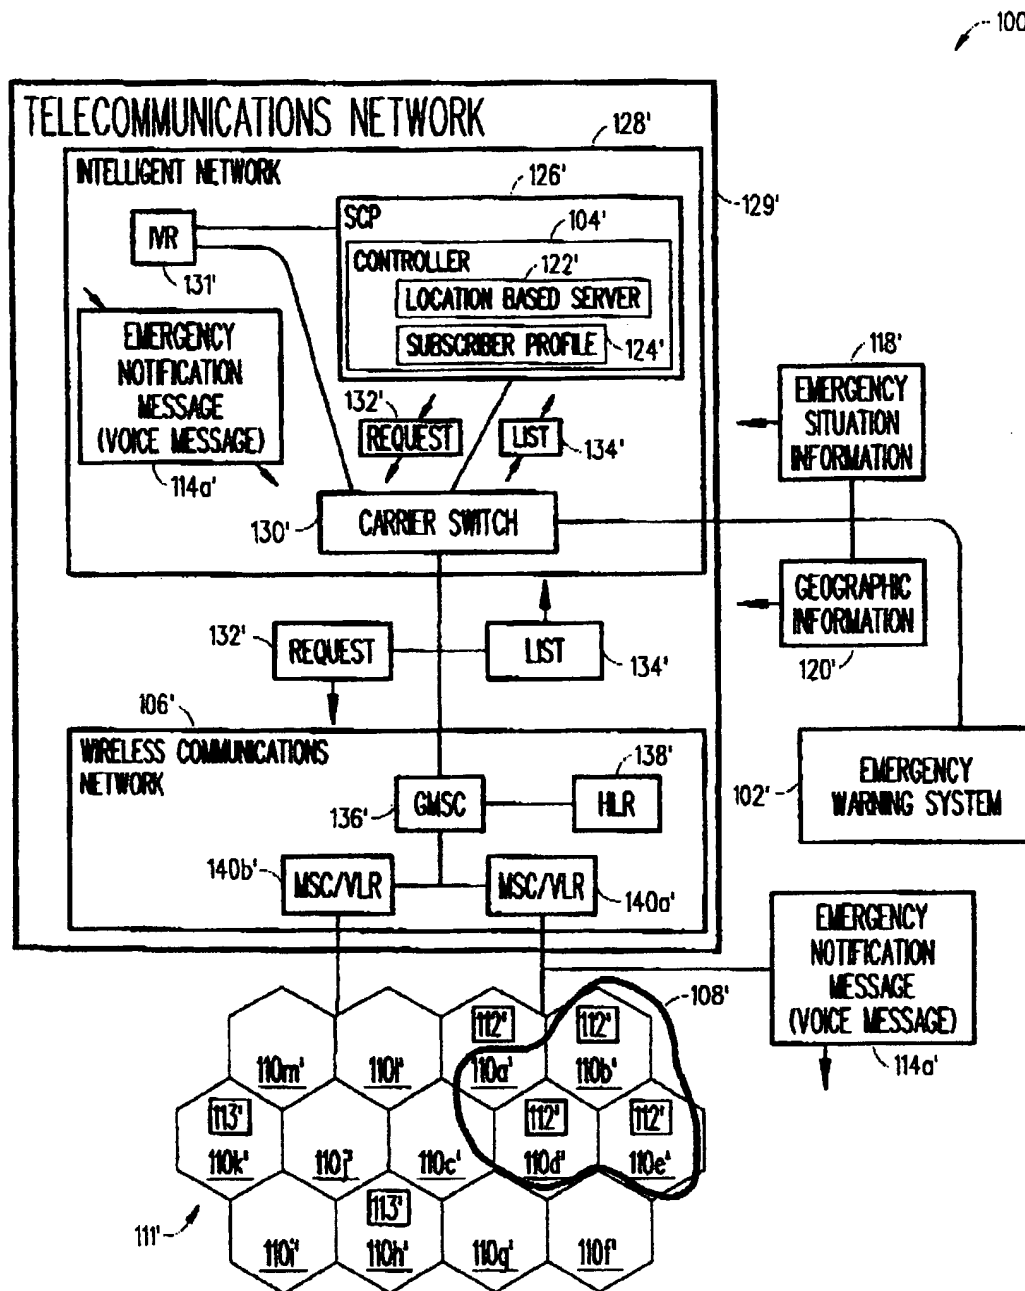 100
TELECOMMUNICATIONS NETWORK
128'
INTELLIGENT NETWORK
126'
129'
SCP
104'
IVR
CONTROLLER
122'
131'
LOCATION BASED SERVER
EMERGENCY
NOTIFICATION
MESSAGE
(VOICE MESSAGE)
SUBSCRIBER PROFILE
124'
118'
132'
EMERGENCY
SITUATION
INFORMATION
REQUEST
LIST
134'
114a'
130'
CARRIER SWITCH
GEOGRAPHIC
INFORMATION
132'
REQUEST
LIST
134'
120'
106'
WIRELESS COMMUNICATIONS
NETWORK
138'
EMERGENCY
WARNING SYSTEM
102'
GMSC
HLR
136'
140b'
MSC/VLR
MSC/VLR
140a'
EMERGENCY
NOTIFICATION
MESSAGE
(VOICE MESSAGE)
108'
112'
112'
110m'
110l'
110a'
110b'
114a'
113'
112'
112'
110k'
110j'
110c'
110d'
110e'
111'
113'
110i'
110h'
110g'
110f'